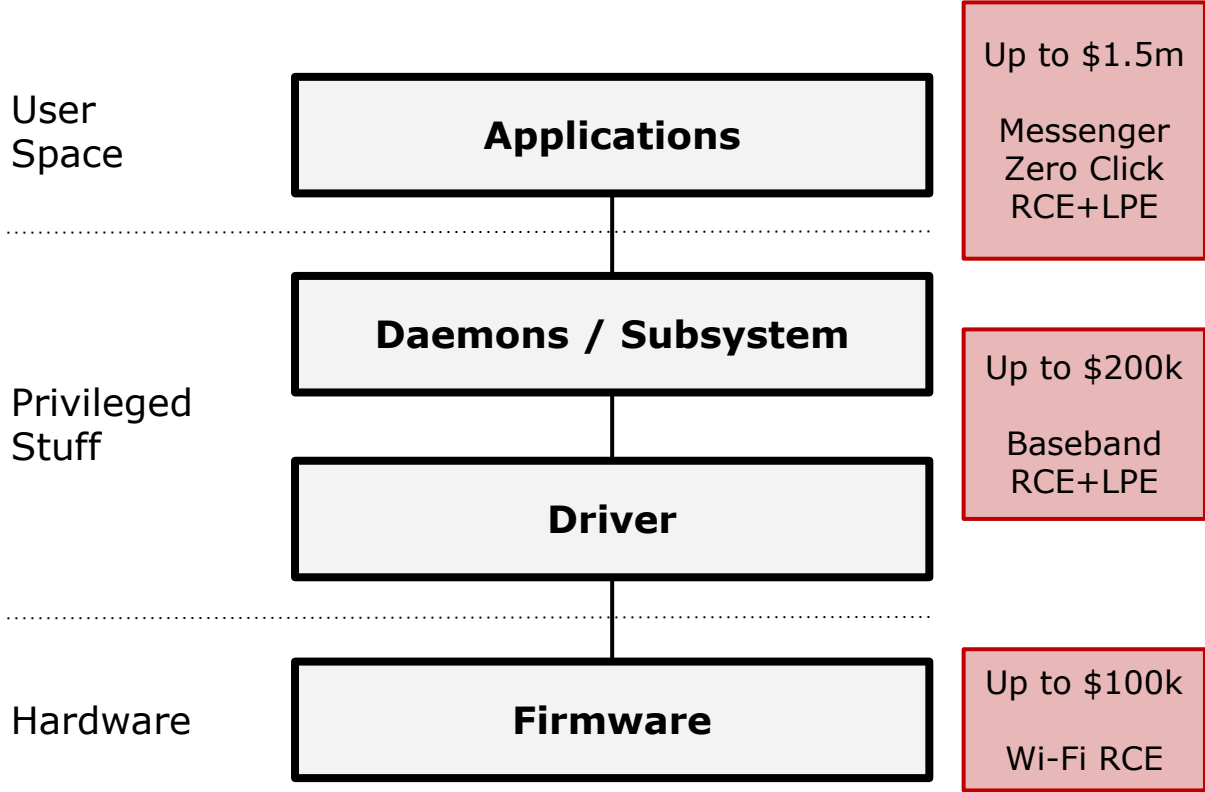 User
Space
Applications
Up to $1.5m
Messenger
Zero Click
RCE+LPE
Privileged
Stuff
Daemons / Subsystem
Driver
Up to $200k
Baseband
RCE+LPE
Hardware
Firmware
Up to $100k
Wi-Fi RCE